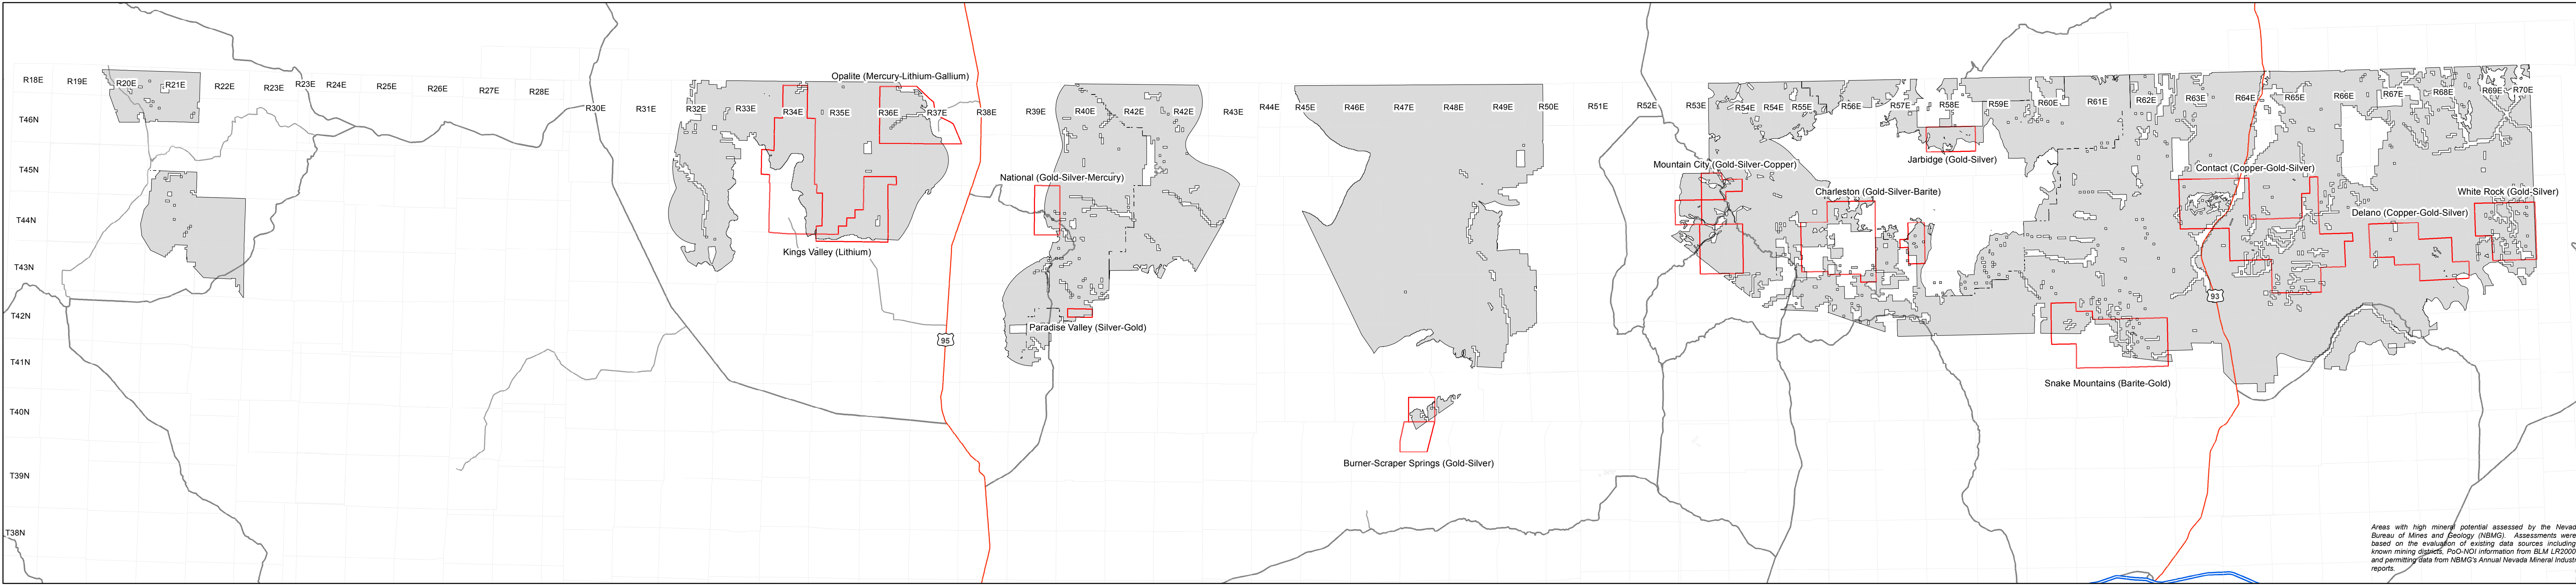 R18E
R19E
R20E
R21E
R22E
R23E
R23E
R24E
R25E
R26E
R27E
R28E
R30E
R31E
R32E
R33E
R34E
R35E
R36E
R37E
R38E
R39E
R40E
R42E
R42E
R43E
R44E
R45E
R46E
R47E
R48E
R49E
R50E
R51E
R52E
R53E
R54E
R54E
R55E
R56E
R57E
R58E
R59E
R60E
R61E
R62E
R63E
R64E
R65E
R66E
R67E
R68E
R69E
R70E
Opalite (Mercury-Lithium-Gallium)
T46N
Jarbidge (Gold-Silver)
T45N
Mountain City (Gold-Silver-Copper)
Contact (Copper-Gold-Silver)
National (Gold-Silver-Mercury)
Charleston (Gold-Silver-Barite)
White Rock (Gold-Silver)
T44N
Delano (Copper-Gold-Silver)
Kings Valley (Lithium)
T43N
93
T42N
Paradise Valley (Silver-Gold)
95
T41N
Snake Mountains (Barite-Gold)
T40N
Burner-Scraper Springs (Gold-Silver)
T39N
T38N
Areas with high mineral potential assessed by the Nevad
Bureau of Mines and Geology (NBMG). Assessments were
based on the evaluation of existing data sources including
known mining districts, PoO-NOI information from BLM LR2000
and permitting data from NBMG's Annual Nevada Mineral Industr
reports.